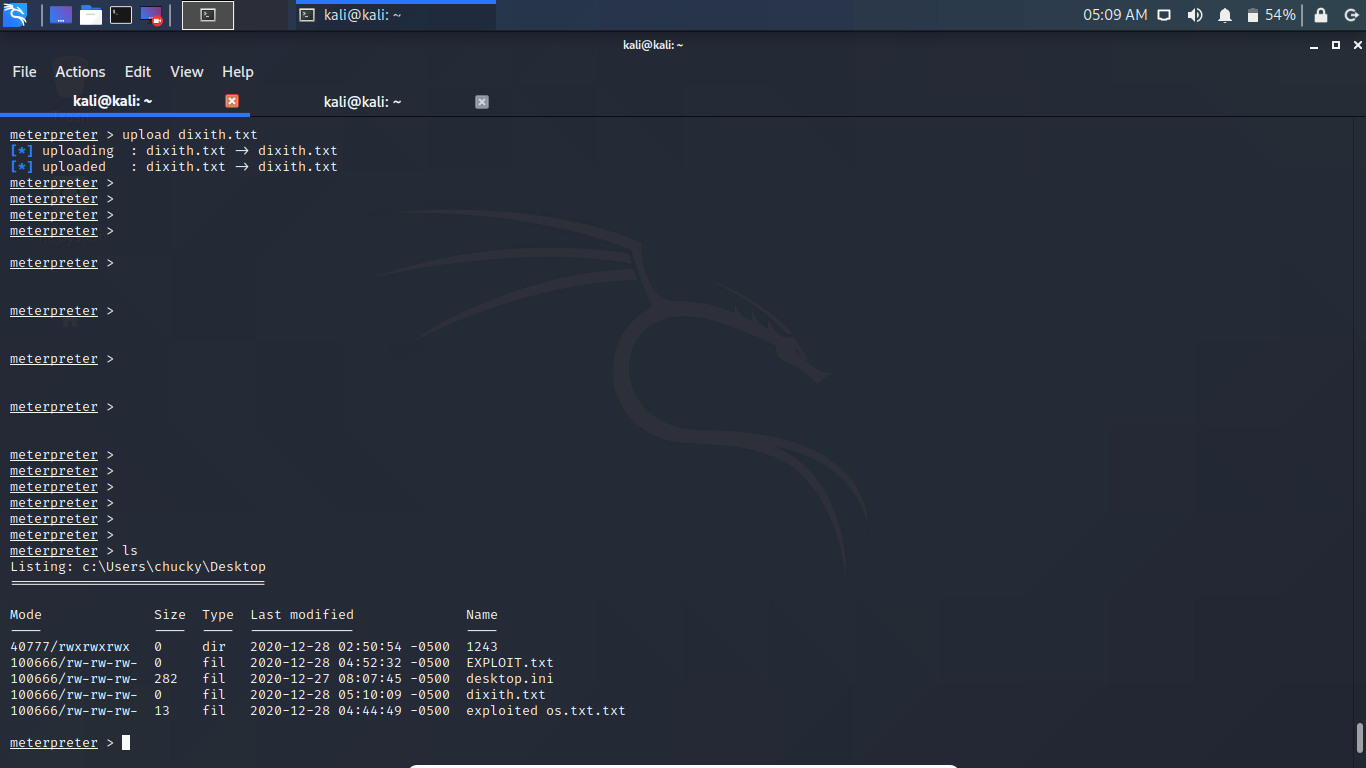 kali@kali: ~ 05:09 AM 54%
kali@kali: ~
File Actions Edit View Help
kali@kali: ~ kali@kali: ~
meterpreter > upload dixith.txt
[*] uploading  : dixith.txt → dixith.txt
[*] uploaded   : dixith.txt → dixith.txt
meterpreter >
meterpreter >
meterpreter >
meterpreter >
meterpreter >
meterpreter >
meterpreter >
meterpreter >
meterpreter >
meterpreter >
meterpreter >
meterpreter >
meterpreter >
meterpreter >
meterpreter > ls
Listing: c:\Users\chucky\Desktop
================================
Mode              Size  Type  Last modified              Name
----              ----  ----  -------------              ----
40777/rwxrwxrwx   0     dir   2020-12-28 02:50:54 -0500  1243
100666/rw-rw-rw-  0     fil   2020-12-28 04:52:32 -0500  EXPLOIT.txt
100666/rw-rw-rw-  282   fil   2020-12-27 08:07:45 -0500  desktop.ini
100666/rw-rw-rw-  0     fil   2020-12-28 05:10:09 -0500  dixith.txt
100666/rw-rw-rw-  13    fil   2020-12-28 04:44:49 -0500  exploited os.txt.txt
meterpreter >